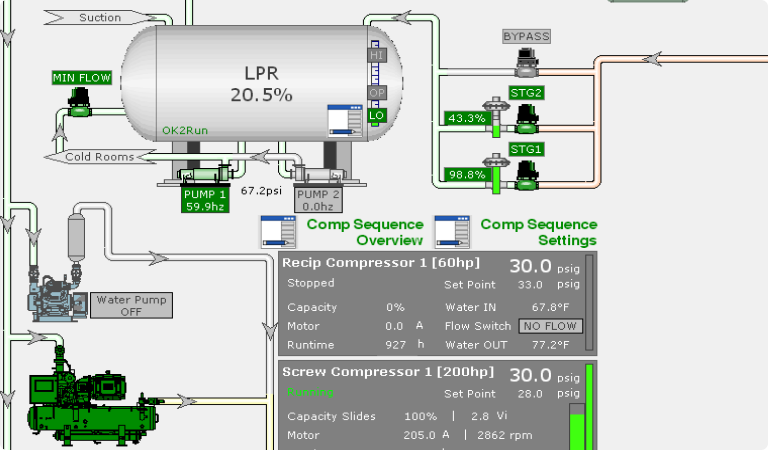 Suction
BYPASS
HI
LPR
20.5%
MIN FLOW
OP
STG2
LO
43.3%
OK2Run
STG1
Cold Rooms
98.8%
PUMP 1
59.9hz
67.2psi
PUMP 2
0.0hz
Comp Sequence
Overview
Comp Sequence
Settings
Recip Compressor 1 [60hp]
30.0 psig
Stopped
Set Point 33.0 psig
Capacity 0%
Water IN 67.8°F
Motor 0.0 A
Flow Switch NO FLOW
Runtime 927 h
Water OUT 77.2°F
Water Pump
OFF
Screw Compressor 1 [200hp]
30.0 psig
Running
Set Point 28.0 psig
Capacity Slides 100% | 2.8 Vi
Motor 205.0 A | 2862 rpm